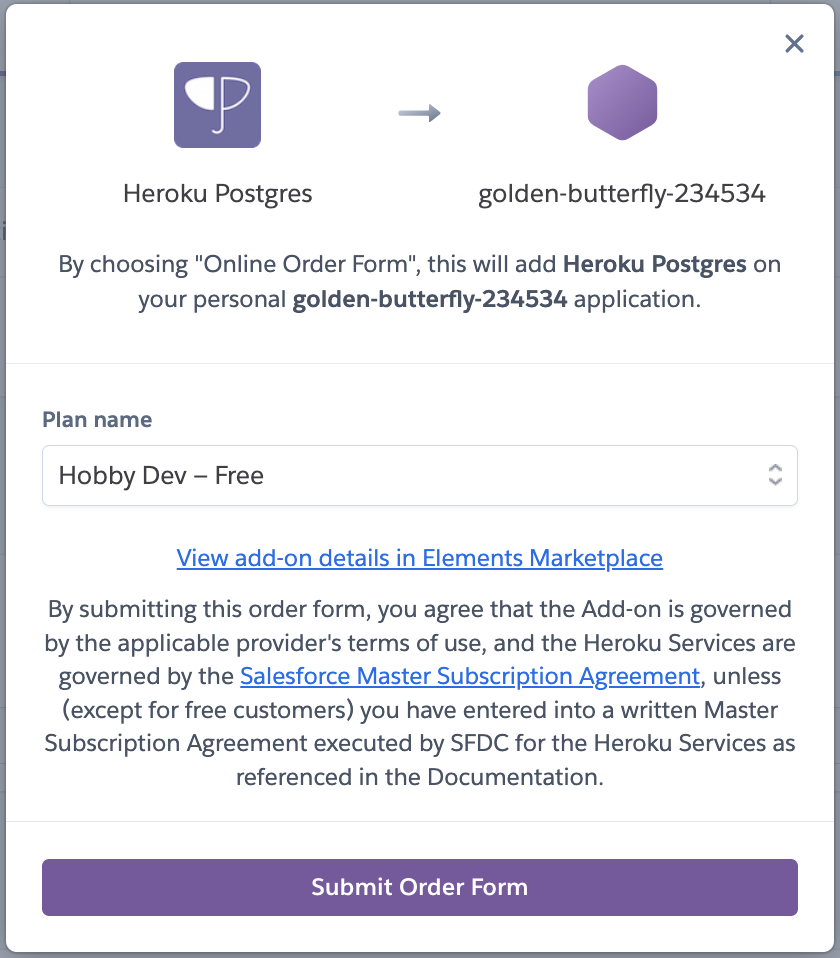 Heroku Postgres
golden-butterfly-234534
By choosing "Online Order Form", this will add Heroku Postgres on
your personal golden-butterfly-234534 application.
Plan name
Hobby Dev – Free
View add-on details in Elements Marketplace
By submitting this order form, you agree that the Add-on is governed
by the applicable provider's terms of use, and the Heroku Services are
governed by the Salesforce Master Subscription Agreement, unless
(except for free customers) you have entered into a written Master
Subscription Agreement executed by SFDC for the Heroku Services as
referenced in the Documentation.
Submit Order Form